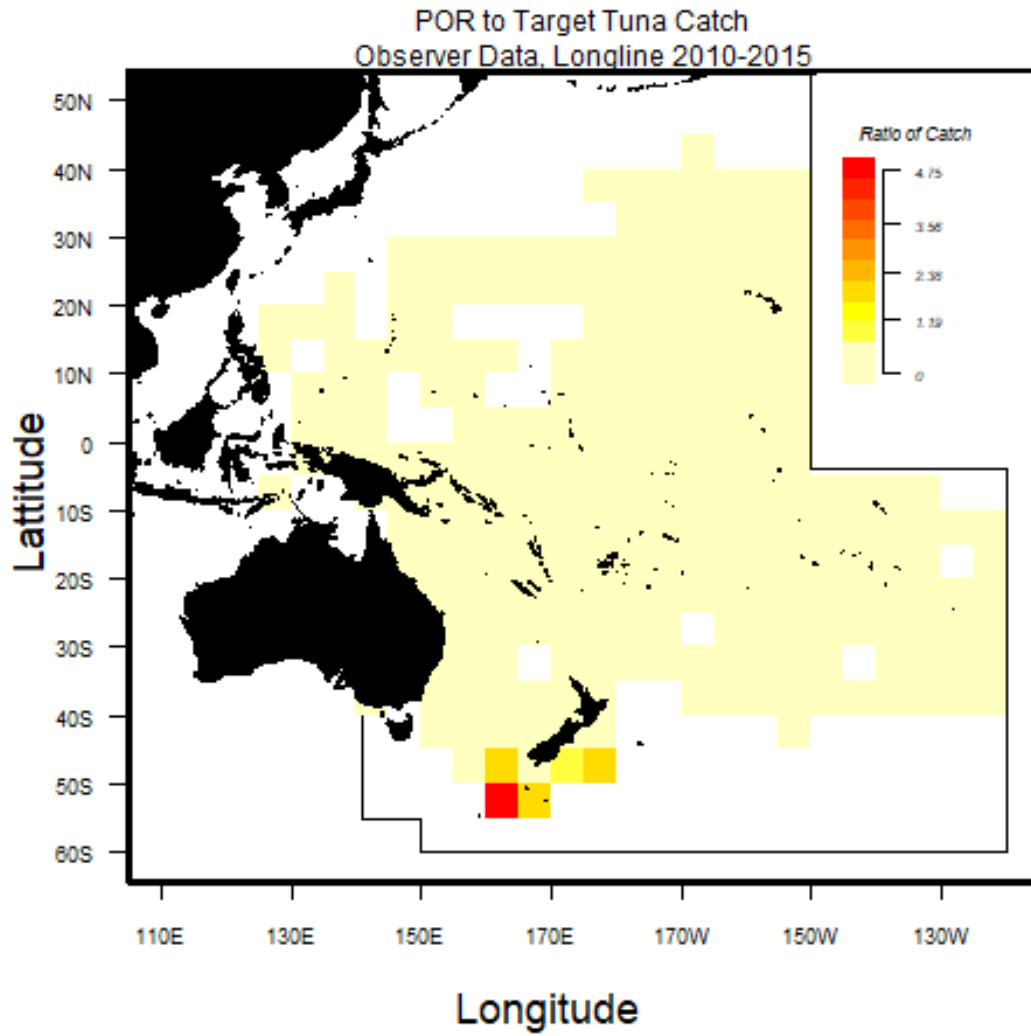 POR to Target Tuna Catch
Observer Data, Longline 2010-2015
50N
40N
30N
20N
10N
0
10S
20S
30S
40S
50S
60S
Lattitude
Ratio of Catch
4.75
3.56
2.38
1.19
0
110E 130E 150E 170E 170W 150W 130W
Longitude